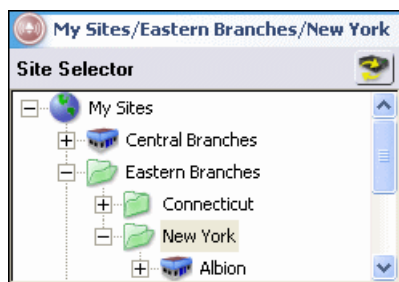 My Sites/Eastern Branches/New York
Site Selector
My Sites
Central Branches
Eastern Branches
Connecticut
New York
Albion